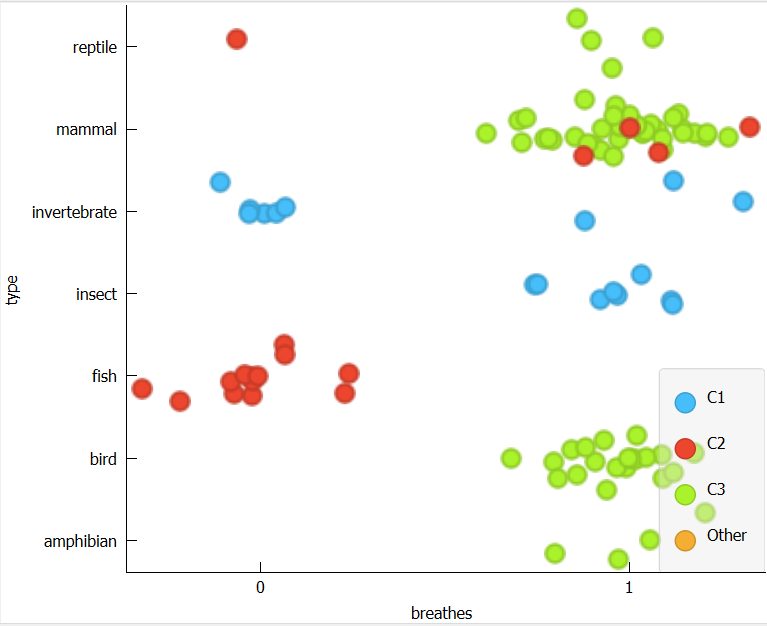 reptile
mammal
invertebrate
insect
fish
bird
amphibian
type
0
1
breathes
C1
C2
C3
Other